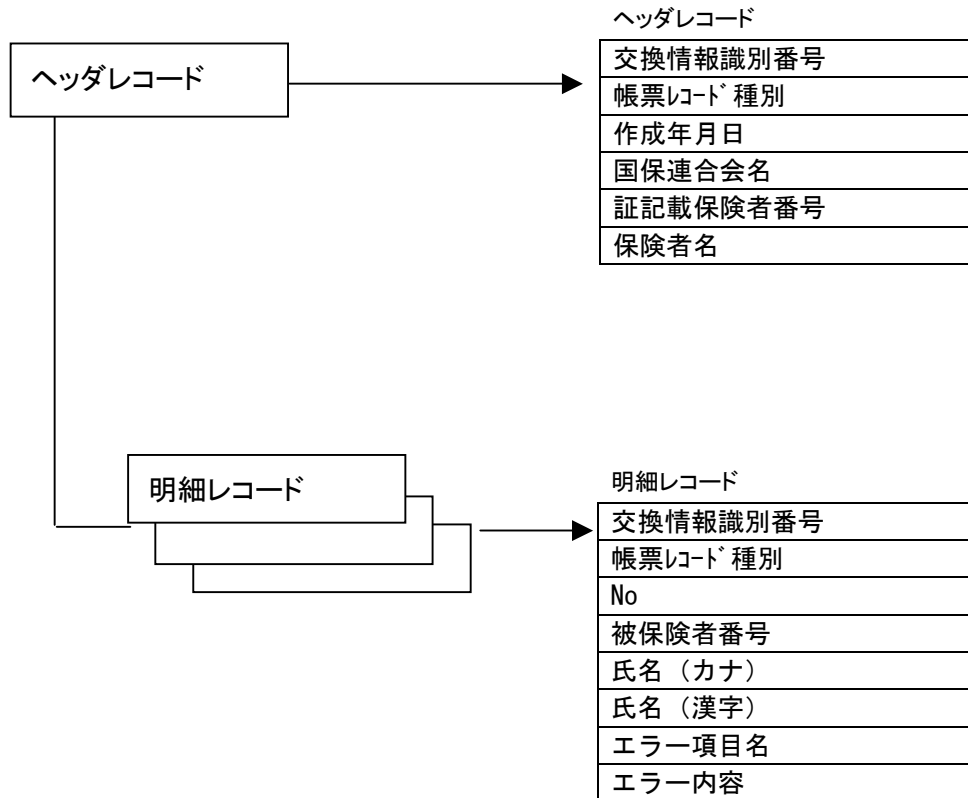 ヘッダレコード
ヘッダレコード
交換情報識別番号
帳票ﾚｺｰﾄﾞ種別
作成年月日
国保連合会名
証記載保険者番号
保険者名
明細レコード
明細レコード
交換情報識別番号
帳票ﾚｺｰﾄﾞ種別
No
被保険者番号
氏名（カナ）
氏名（漢字）
エラー項目名
エラー内容